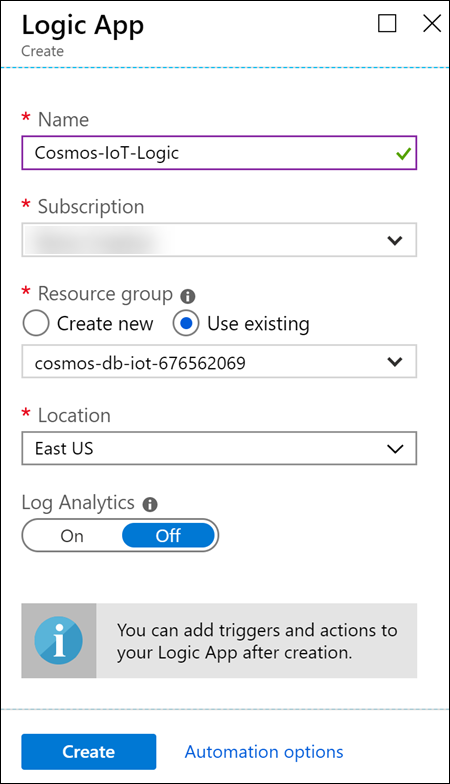 Logic App
Create
* Name
Cosmos-IoT-Logic
* Subscription
* Resource group
Create new Use existing
cosmos-db-iot-676562069
* Location
East US
Log Analytics
On Off
You can add triggers and actions to
your Logic App after creation.
Create Automation options